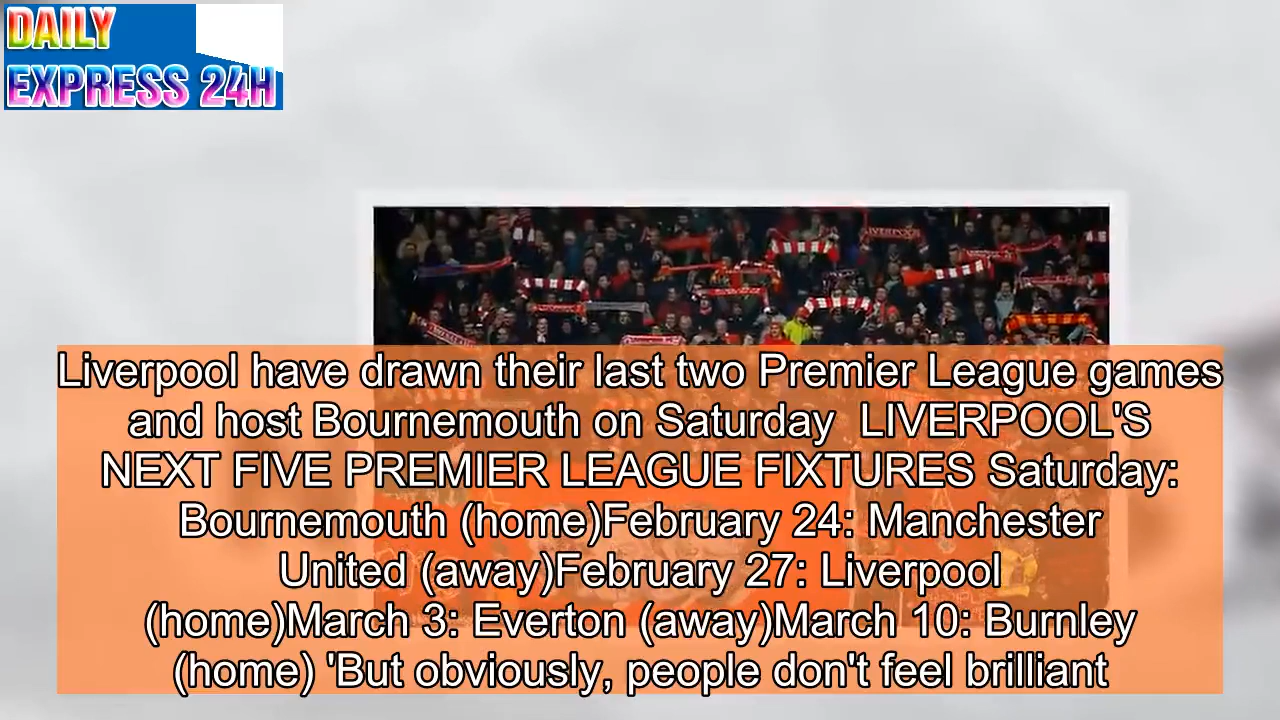 DAILY
EXPRESS 24H
LIVERPOOL
Liverpool have drawn their last two Premier League games
and host Bournemouth on Saturday  LIVERPOOL'S
NEXT FIVE PREMIER LEAGUE FIXTURES Saturday:
Bournemouth (home)February 24: Manchester
United (away)February 27: Liverpool
(home)March 3: Everton (away)March 10: Burnley
(home) 'But obviously, people don't feel brilliant